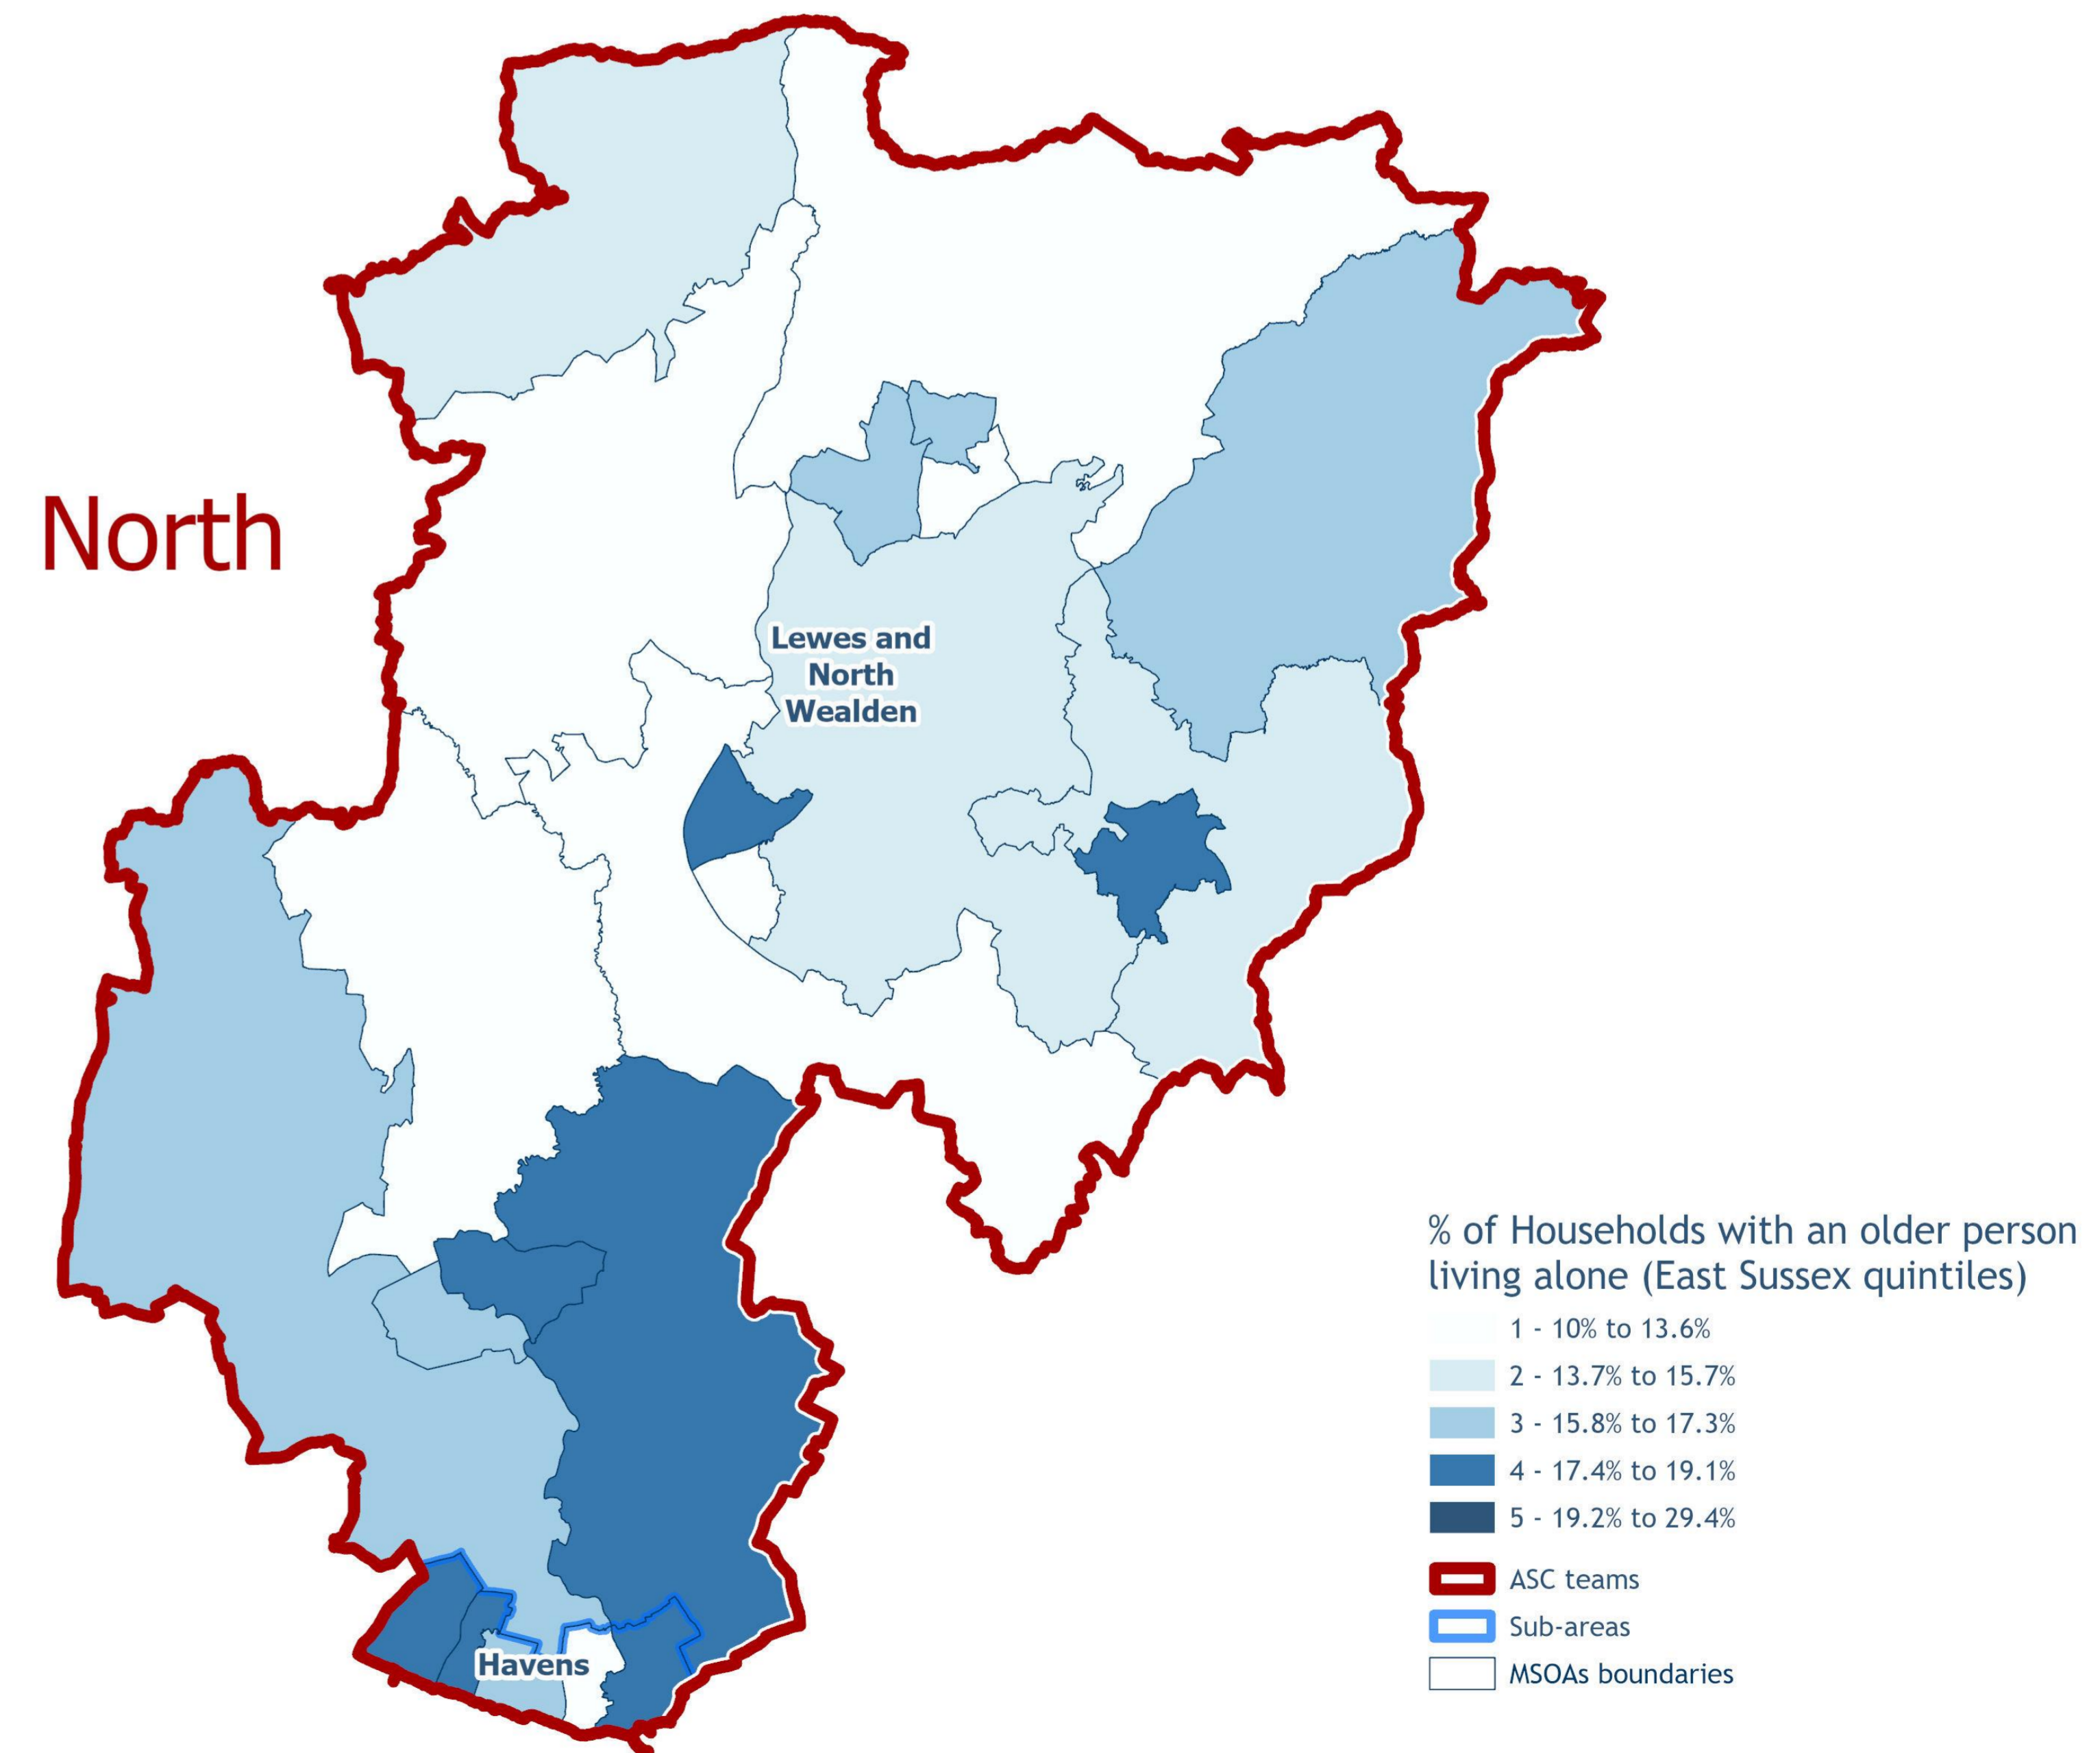 North
Lewes and
North
Wealden
Havens
% of Households with an older person
living alone (East Sussex quintiles)
1 - 10% to 13.6%
2 - 13.7% to 15.7%
3 - 15.8% to 17.3%
4 - 17.4% to 19.1%
5 - 19.2% to 29.4%
ASC teams
Sub-areas
MSOAs boundaries